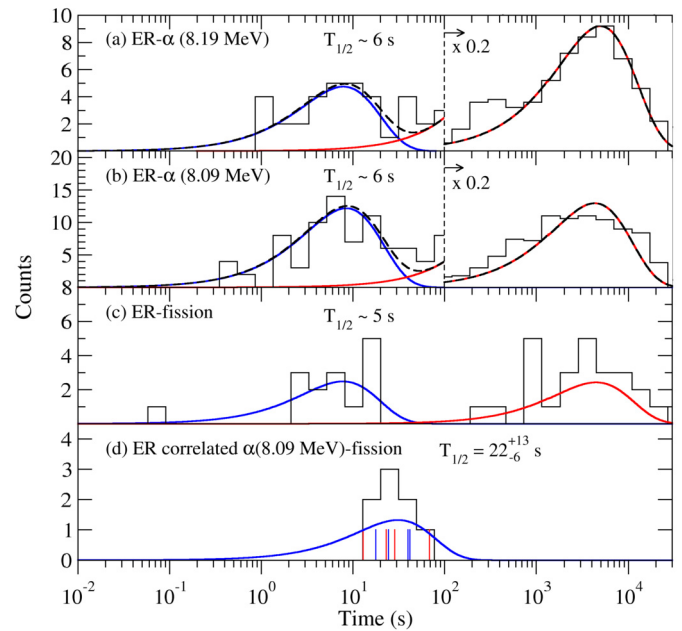 10
(a) ER-α (8.19 MeV)
T1/2 ~ 6 s
x 0.2
8
6
4
2
20
(b) ER-α (8.09 MeV)
T1/2 ~ 6 s
x 0.2
15
10
5
8
(c) ER-fission
T1/2 ~ 5 s
6
4
2
4
(d) ER correlated α(8.09 MeV)-fission
T1/2 = 22 +13 -6 s
3
2
1
0
Counts
10-2 10-1 100 101 102 103 104
Time (s)